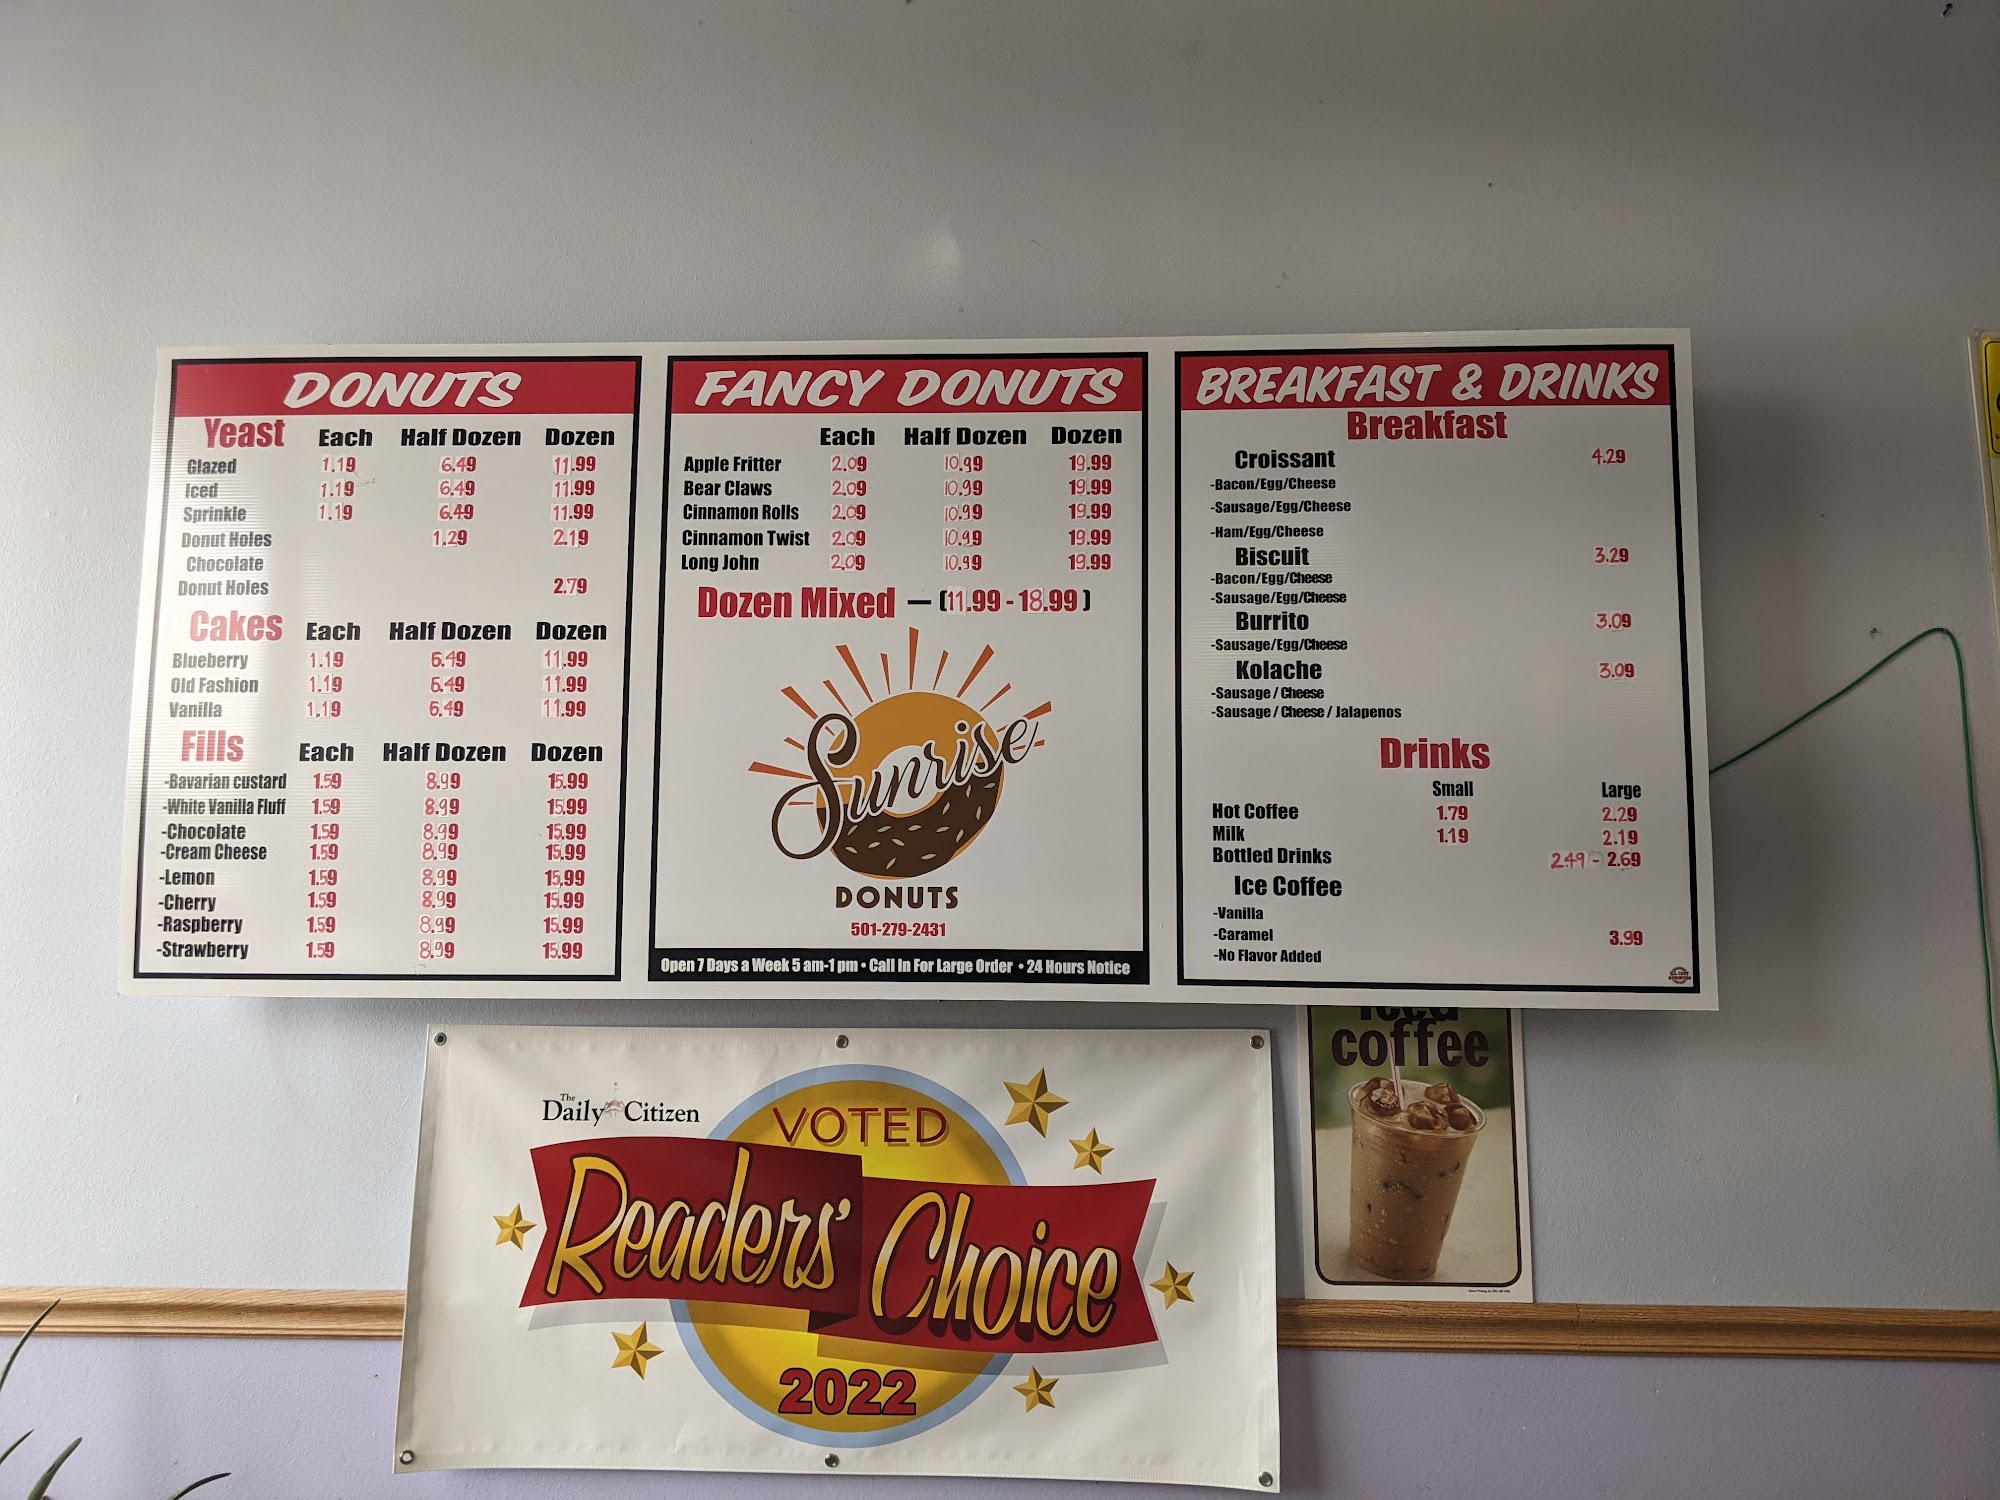 DONUTS
Yeast Each Half Dozen Dozen
Glazed 1.19 6.49 11.99
Iced 1.19 6.49 11.99
Sprinkle 1.19 6.49 11.99
Donut Holes 1.29 2.19
Chocolate
Donut Holes 2.79
Cakes Each Half Dozen Dozen
Blueberry 1.19 6.49 11.99
Old Fashion 1.19 6.49 11.99
Vanilla 1.19 6.49 11.99
Fills Each Half Dozen Dozen
-Bavarian custard 1.59 8.99 15.99
-White Vanilla Fluff 1.59 8.99 15.99
-Chocolate 1.59 8.99 15.99
-Cream Cheese 1.59 8.99 15.99
-Lemon 1.59 8.99 15.99
-Cherry 1.59 8.99 15.99
-Raspberry 1.59 8.99 15.99
-Strawberry 1.59 8.99 15.99
FANCY DONUTS
Each Half Dozen Dozen
Apple Fritter 2.09 10.99 19.99
Bear Claws 2.09 10.99 19.99
Cinnamon Rolls 2.09 10.99 19.99
Cinnamon Twist 2.09 10.99 19.99
Long John 2.09 10.99 19.99
Dozen Mixed — (11.99 - 18.99)
Sunrise
DONUTS
501-279-2431
Open 7 Days a Week 5 am-1 pm • Call In For Large Order • 24 Hours Notice
BREAKFAST & DRINKS
Breakfast
Croissant 4.29
-Bacon/Egg/Cheese
-Sausage/Egg/Cheese
-Ham/Egg/Cheese
Biscuit 3.29
-Bacon/Egg/Cheese
-Sausage/Egg/Cheese
Burrito 3.09
-Sausage/Egg/Cheese
Kolache 3.09
-Sausage / Cheese
-Sausage / Cheese / Jalapenos
Drinks
Small Large
Hot Coffee 1.79 2.29
Milk 1.19 2.19
Bottled Drinks 2.49 - 2.69
Ice Coffee
-Vanilla
-Caramel 3.99
-No Flavor Added
Iced
coffee
The
Daily Citizen
VOTED
Readers' Choice
2022